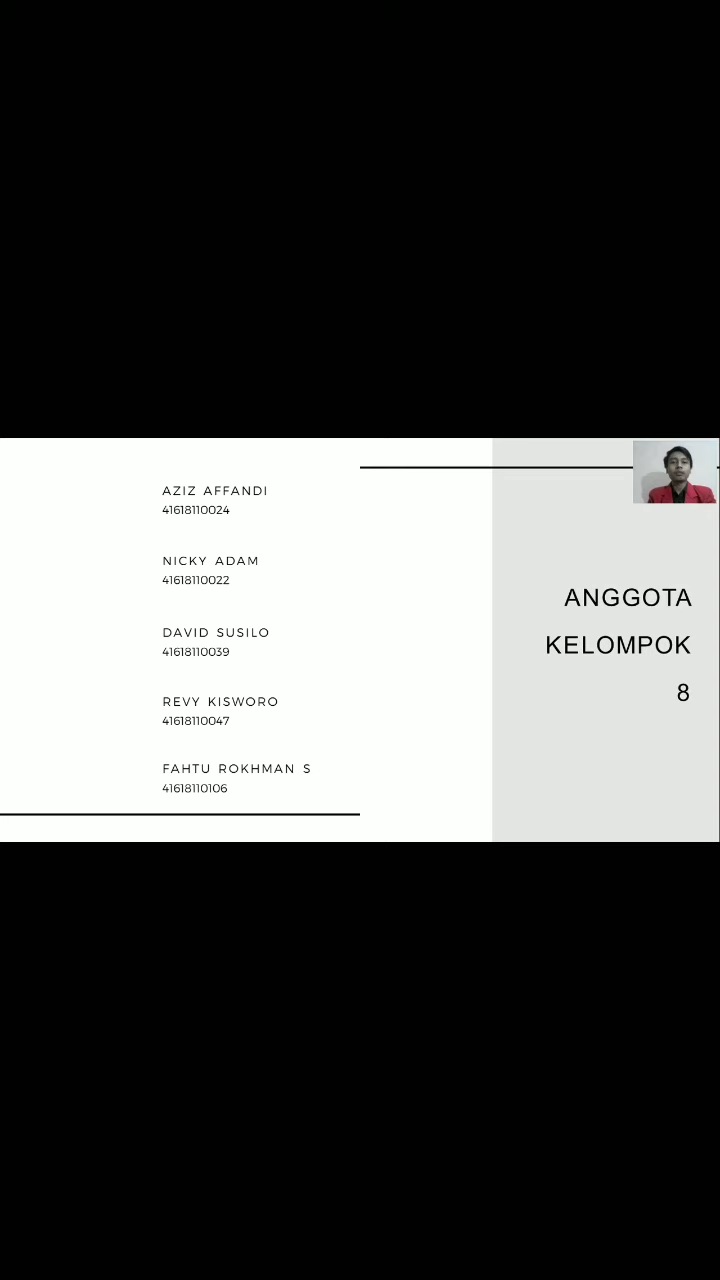 AZIZ AFFANDI
41618110024
NICKY ADAM
41618110022
DAVID SUSILO
41618110039
REVY KISWORO
41618110047
FAHTU ROKHMAN S
41618110106
ANGGOTA
KELOMPOK
8